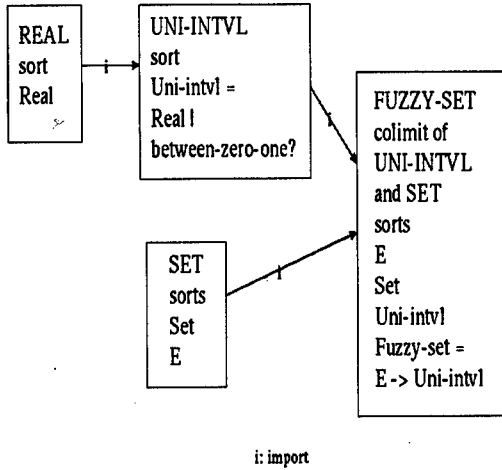 REAL
sort
Real
i
UNI-INTVL
sort
Uni-intvl =
Real |
between-zero-one?
i
SET
sorts
Set
E
i
FUZZY-SET
colimit of
UNI-INTVL
and SET
sorts
E
Set
Uni-intvl
Fuzzy-set =
E -> Uni-intvl
i: import